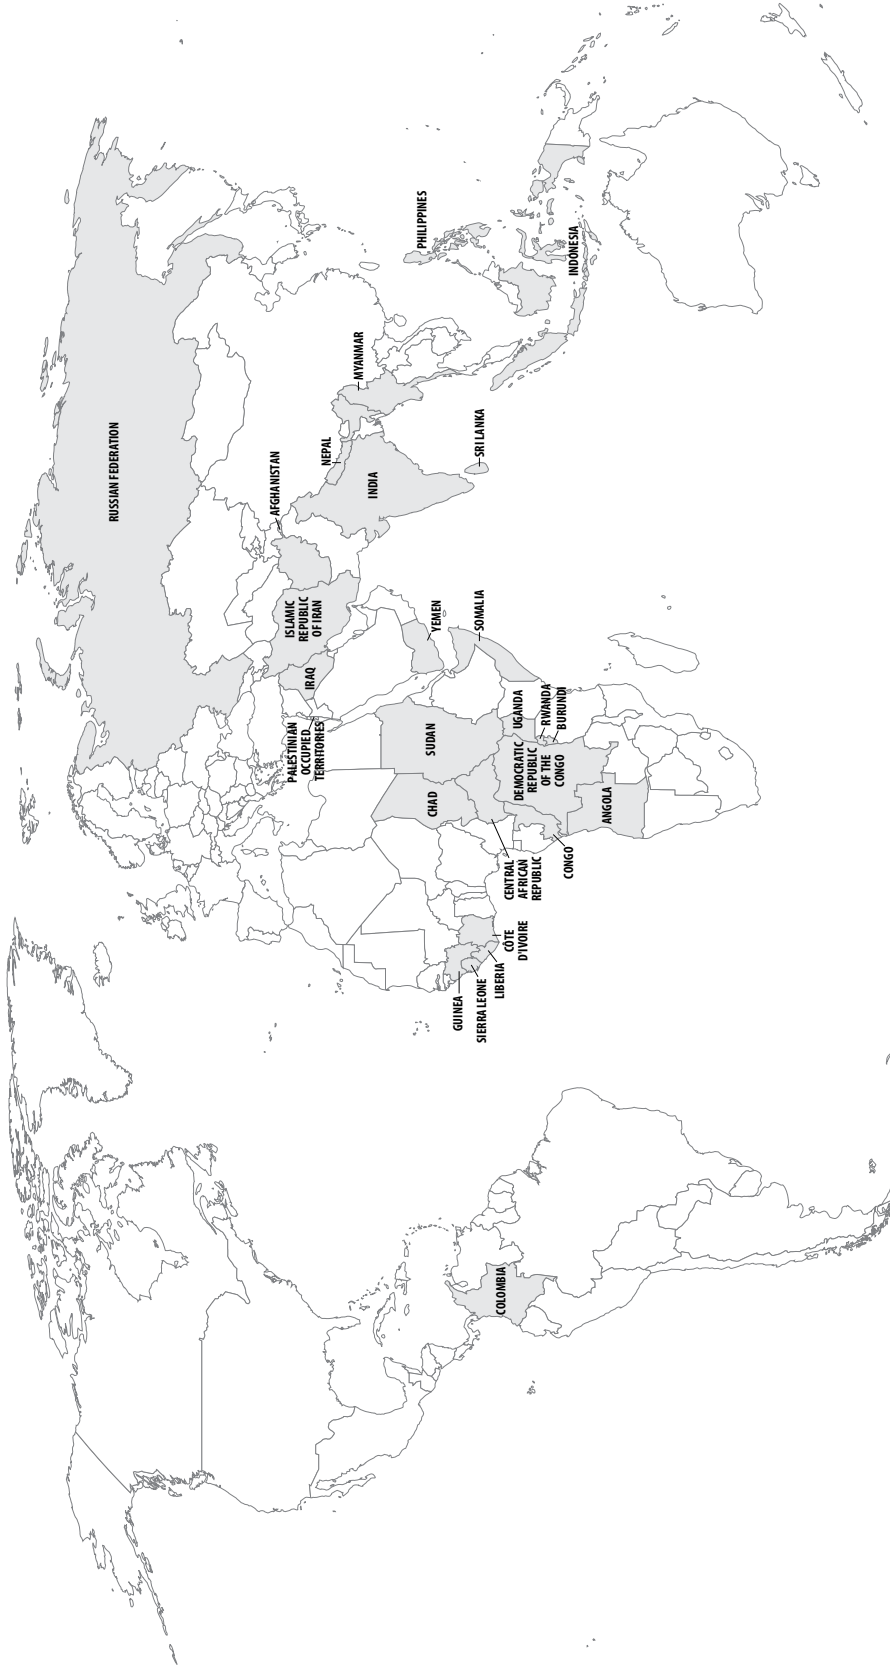 RUSSIAN FEDERATION
COLOMBIA
GUINEA
SIERRA LEONE
LIBERIA
CÔTE
D'IVOIRE
CENTRAL
AFRICAN
REPUBLIC
CONGO
CHAD
SUDAN
PALESTINIAN
OCCUPIED
TERRITORIES
IRAQ
ISLAMIC
REPUBLIC
OF IRAN
AFGHANISTAN
NEPAL
INDIA
MYANMAR
SRI LANKA
PHILIPPINES
INDONESIA
YEMEN
SOMALIA
UGANDA
RWANDA
BURUNDI
DEMOCRATIC
REPUBLIC
OF THE
CONGO
ANGOLA